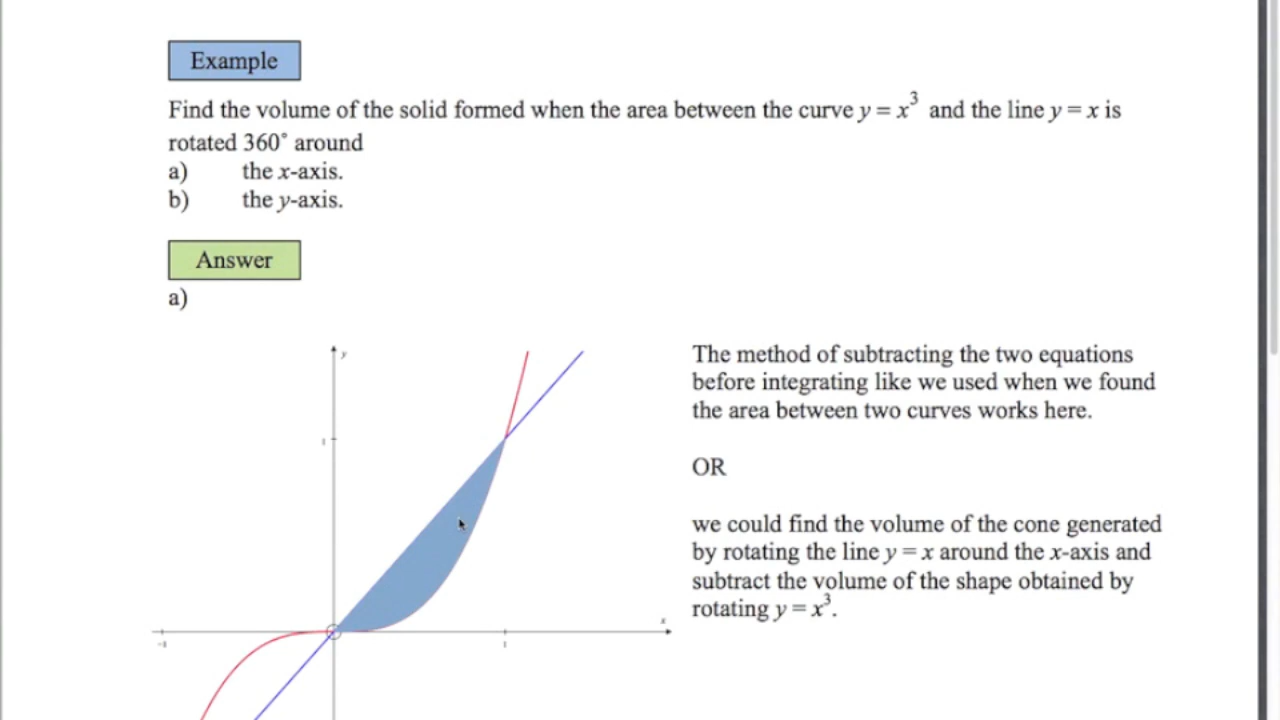 Example
Find the volume of the solid formed when the area between the curve y = x³ and the line y = x is
rotated 360° around
a) the x-axis.
b) the y-axis.
Answer
a)
The method of subtracting the two equations
before integrating like we used when we found
the area between two curves works here.
OR
we could find the volume of the cone generated
by rotating the line y = x around the x-axis and
subtract the volume of the shape obtained by
rotating y = x³.
y
1
x
-1
1